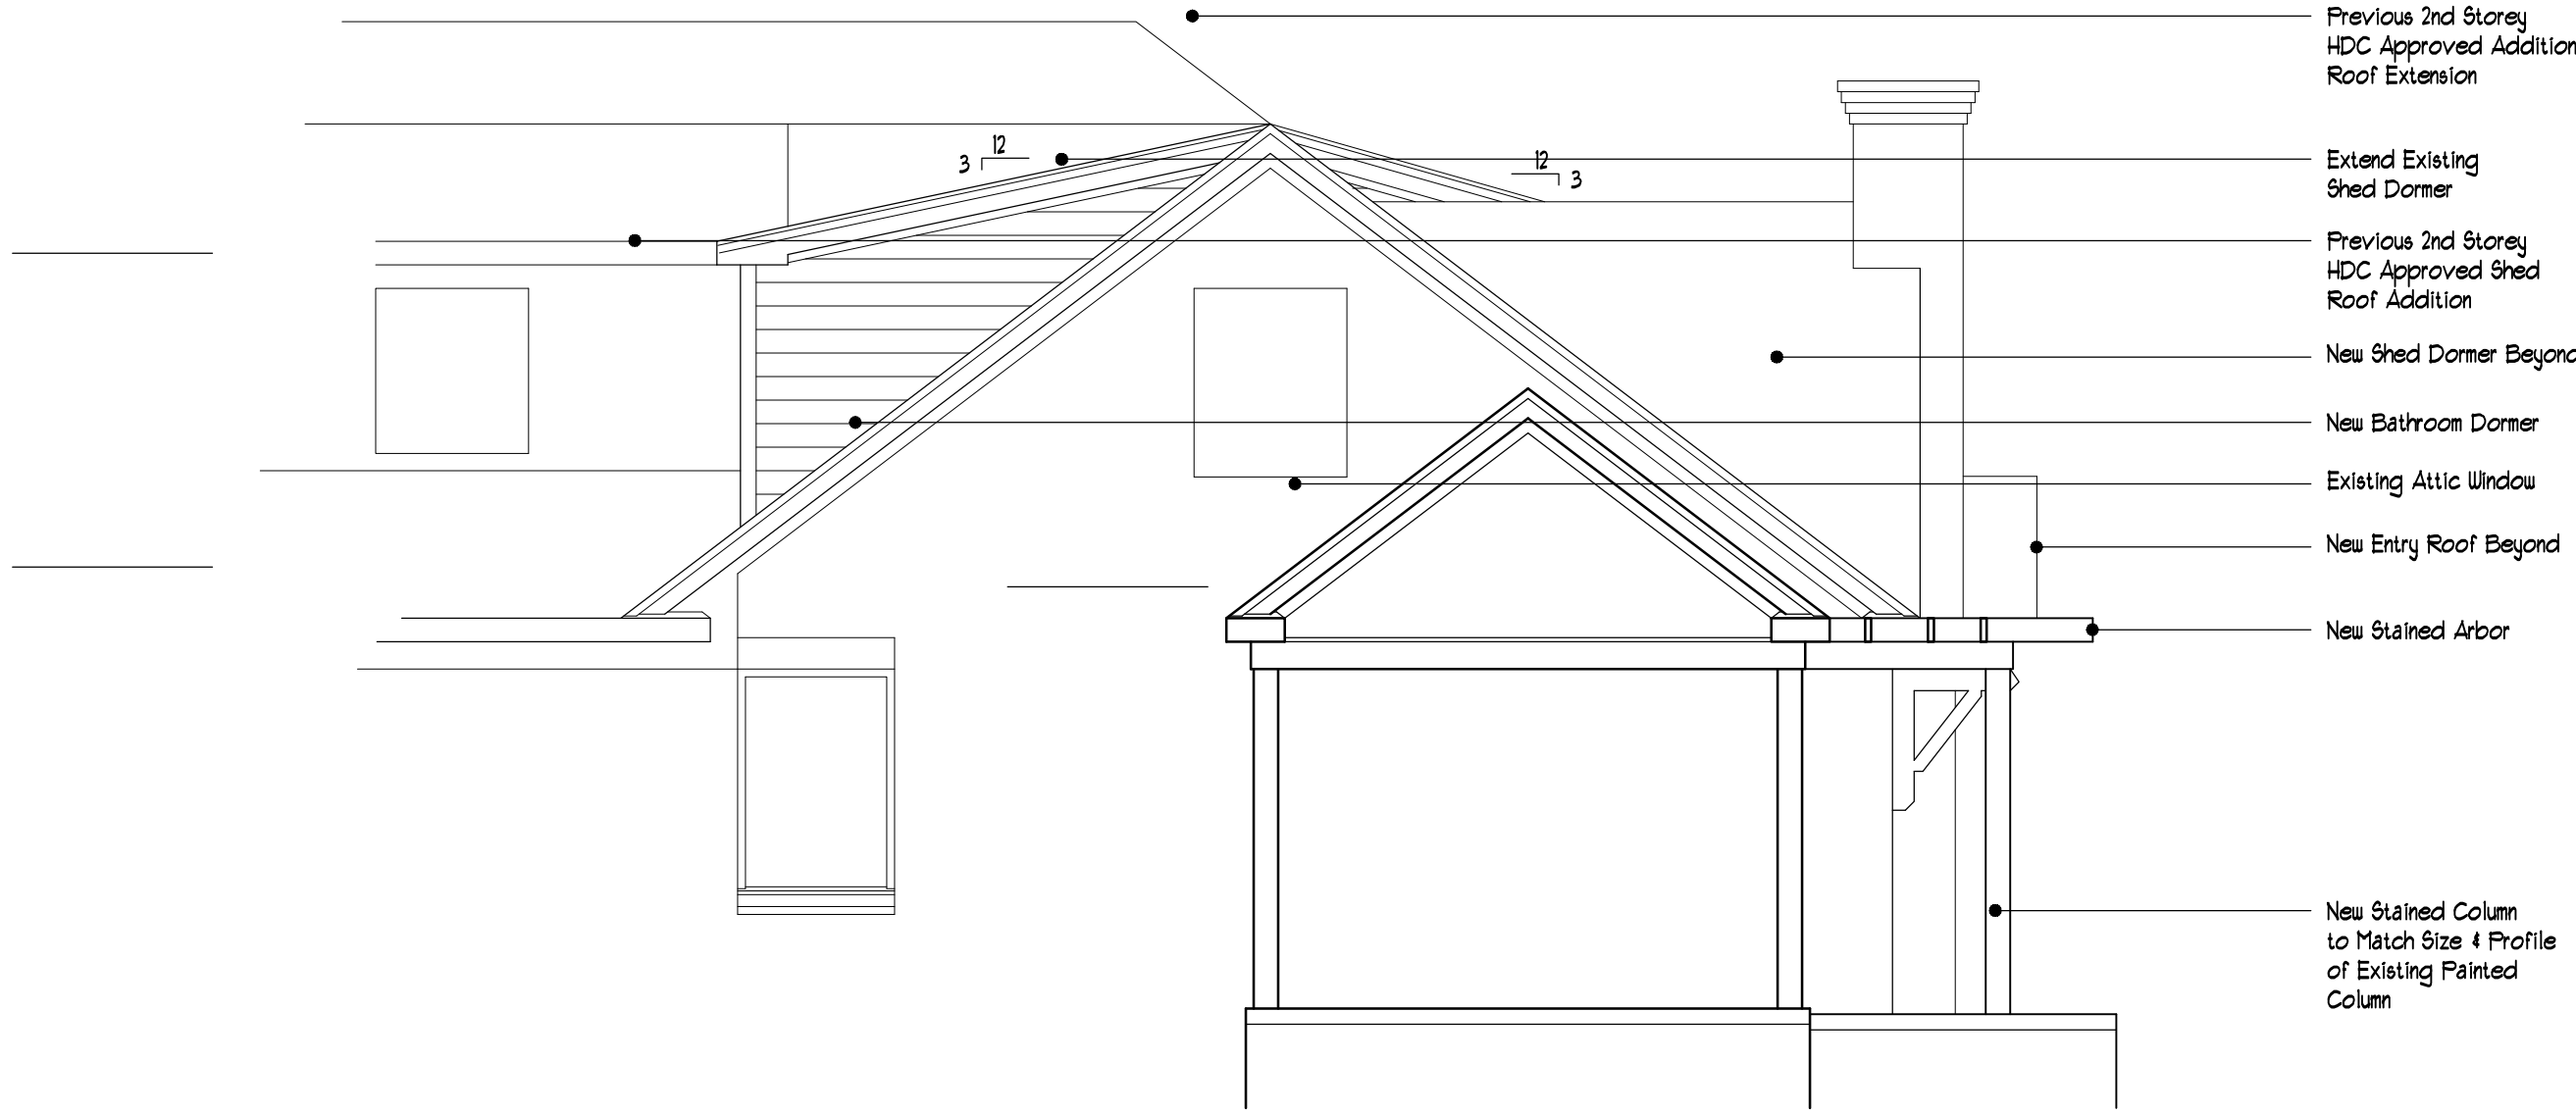 Previous 2nd Storey
HDC Approved Addition
Roof Extension
12
3
12
3
Extend Existing
Shed Dormer
Previous 2nd Storey
HDC Approved Shed
Roof Addition
New Shed Dormer Beyond
New Bathroom Dormer
Existing Attic Window
New Entry Roof Beyond
New Stained Arbor
New Stained Column
to Match Size & Profile
of Existing Painted
Column